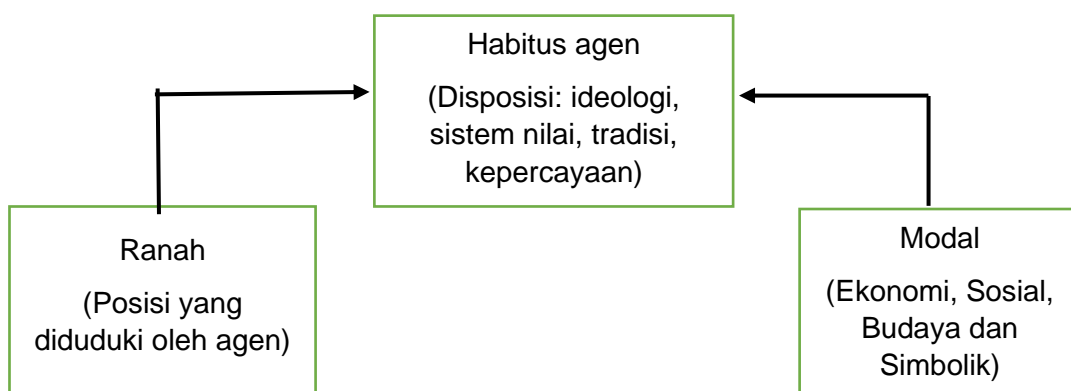 Habitus agen
(Disposisi: ideologi,
sistem nilai, tradisi,
kepercayaan)
Ranah
(Posisi yang
diduduki oleh agen)
Modal
(Ekonomi, Sosial,
Budaya dan
Simbolik)